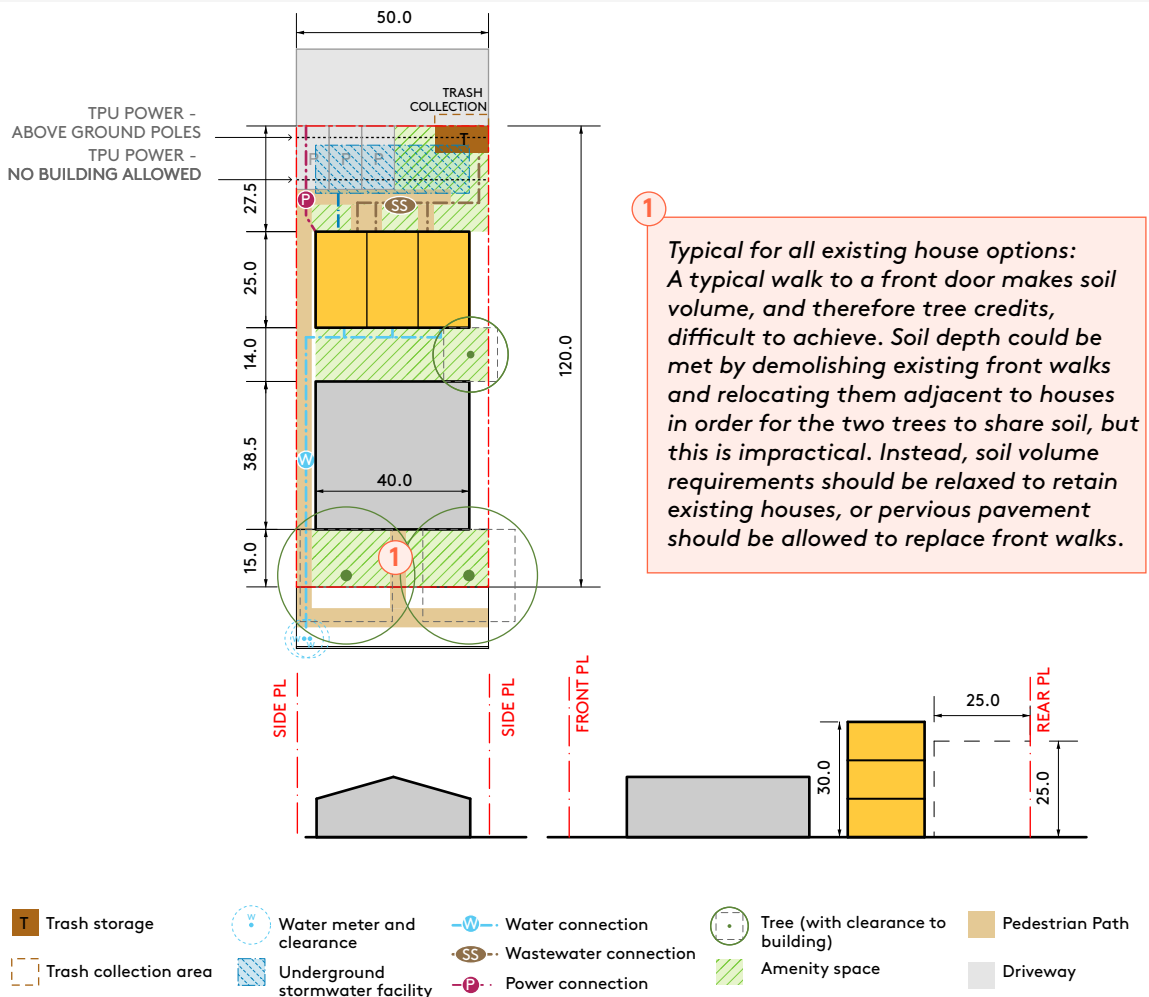 50.0
TRASH
COLLECTION
TPU POWER -
ABOVE GROUND POLES
T
TPU POWER -
NO BUILDING ALLOWED
P P P
27.5
P
SS
25.0
14.0
120.0
38.5
W
40.0
15.0
1
1
Typical for all existing house options:
A typical walk to a front door makes soil
volume, and therefore tree credits,
difficult to achieve. Soil depth could be
met by demolishing existing front walks
and relocating them adjacent to houses
in order for the two trees to share soil, but
this is impractical. Instead, soil volume
requirements should be relaxed to retain
existing houses, or pervious pavement
should be allowed to replace front walks.
SIDE PL
SIDE PL
FRONT PL
REAR PL
25.0
30.0
25.0
T Trash storage
Trash collection area
W
Water meter and
clearance
Underground
stormwater facility
W Water connection
SS Wastewater connection
P Power connection
Tree (with clearance to
building)
Amenity space
Pedestrian Path
Driveway